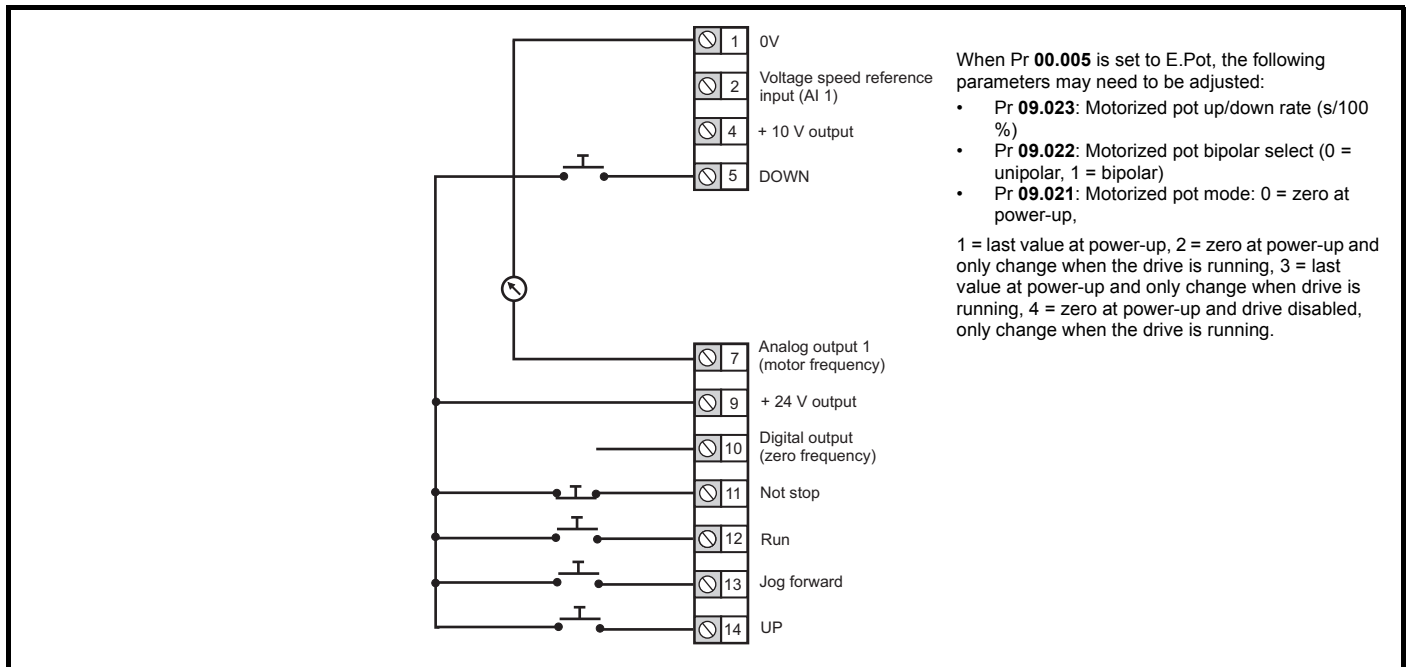 1 0V
2 Voltage speed reference
input (AI 1)
4 + 10 V output
5 DOWN
7 Analog output 1
(motor frequency)
9 + 24 V output
10 Digital output
(zero frequency)
11 Not stop
12 Run
13 Jog forward
14 UP
When Pr 00.005 is set to E.Pot, the following
parameters may need to be adjusted:
• Pr 09.023: Motorized pot up/down rate (s/100
%)
• Pr 09.022: Motorized pot bipolar select (0 =
unipolar, 1 = bipolar)
• Pr 09.021: Motorized pot mode: 0 = zero at
power-up,
1 = last value at power-up, 2 = zero at power-up and
only change when the drive is running, 3 = last
value at power-up and only change when drive is
running, 4 = zero at power-up and drive disabled,
only change when the drive is running.